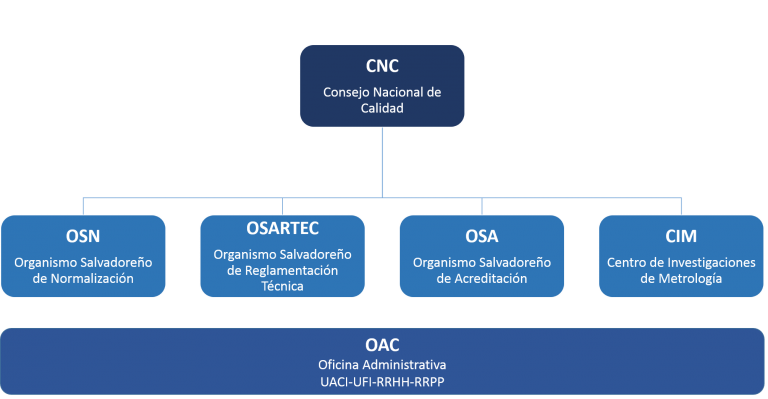 CNC
Consejo Nacional de
Calidad
OSN
Organismo Salvadoreño
de Normalización
OSARTEC
Organismo Salvadoreño
de Reglamentación
Técnica
OSA
Organismo Salvadoreño
de Acreditación
CIM
Centro de Investigaciones
de Metrología
OAC
Oficina Administrativa
UACI-UFI-RRHH-RRPP